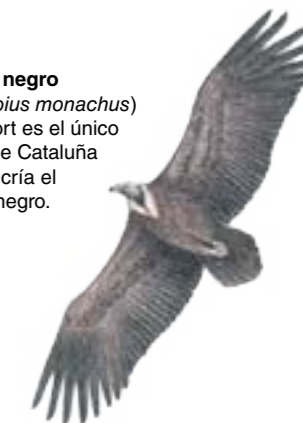 negro
pius monachus)
ort es el único
e Cataluña
cría el
negro.